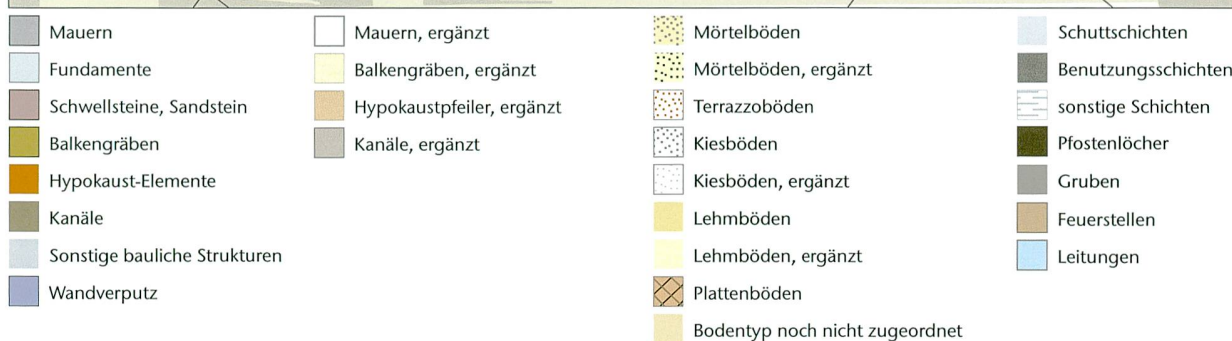 Mauern
Fundamente
Schwellsteine, Sandstein
Balkengräben
Hypokaust-Elemente
Kanäle
Sonstige bauliche Strukturen
Wandverputz
Mauern, ergänzt
Balkengräben, ergänzt
Hypokaustpfeiler, ergänzt
Kanäle, ergänzt
Mörtelböden
Mörtelböden, ergänzt
Terrazzoböden
Kiesböden
Kiesböden, ergänzt
Lehmböden
Lehmböden, ergänzt
Plattenböden
Bodentyp noch nicht zugeordnet
Schuttschichten
Benutzungsschichten
sonstige Schichten
Pfostenlöcher
Gruben
Feuerstellen
Leitungen